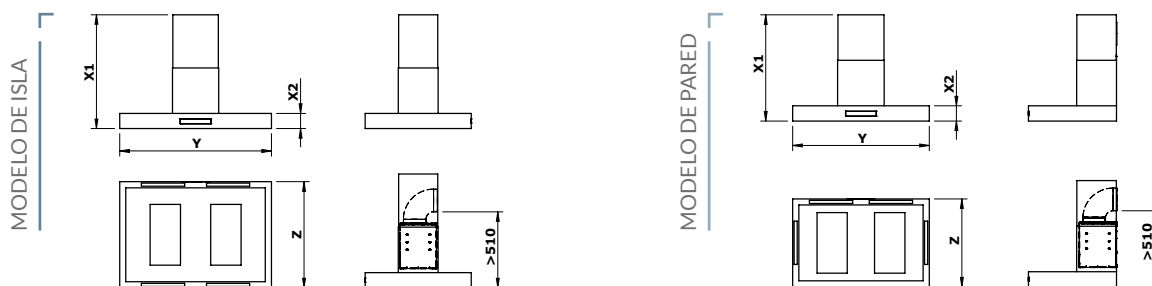 MODELO DE ISLA
X1
X2
Y
Z
>510
MODELO DE PARED
X1
X2
Y
Z
>510